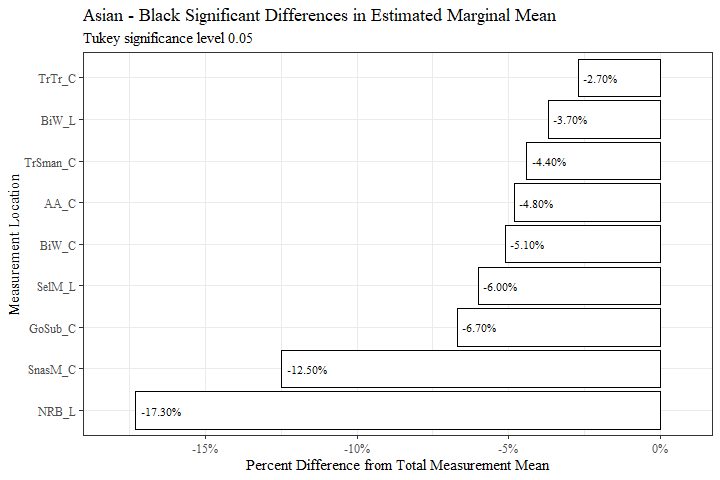 Asian - Black Significant Differences in Estimated Marginal Mean
Tukey significance level 0.05
TrTr_C -2.70%
BiW_L -3.70%
TrSman_C -4.40%
AA_C -4.80%
BiW_C -5.10%
SelM_L -6.00%
GoSub_C -6.70%
SnasM_C -12.50%
NRB_L -17.30%
Measurement Location
-15% -10% -5% 0%
Percent Difference from Total Measurement Mean